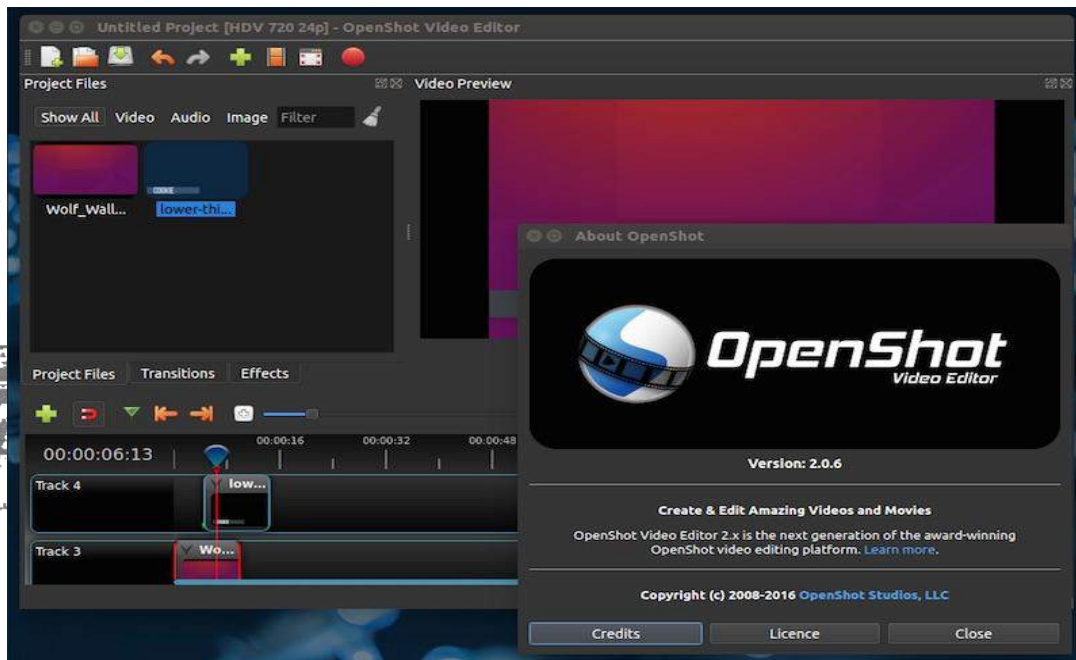 Untitled Project [HDV 720 24p] - OpenShot Video Editor
Project Files
Video Preview
Show All Video Audio Image Filter
COOKIE
Wolf_Wall...
lower-thi...
About OpenShot
OpenShot
Video Editor
Version: 2.0.6
Create & Edit Amazing Videos and Movies
OpenShot Video Editor 2.x is the next generation of the award-winning
OpenShot video editing platform. Learn more.
Copyright (c) 2008-2016 OpenShot Studios, LLC
Credits Licence Close
Project Files Transitions Effects
00:00:06:13
00:00:16 00:00:32 00:00:48
Track 4
low...
Track 3
Wo...